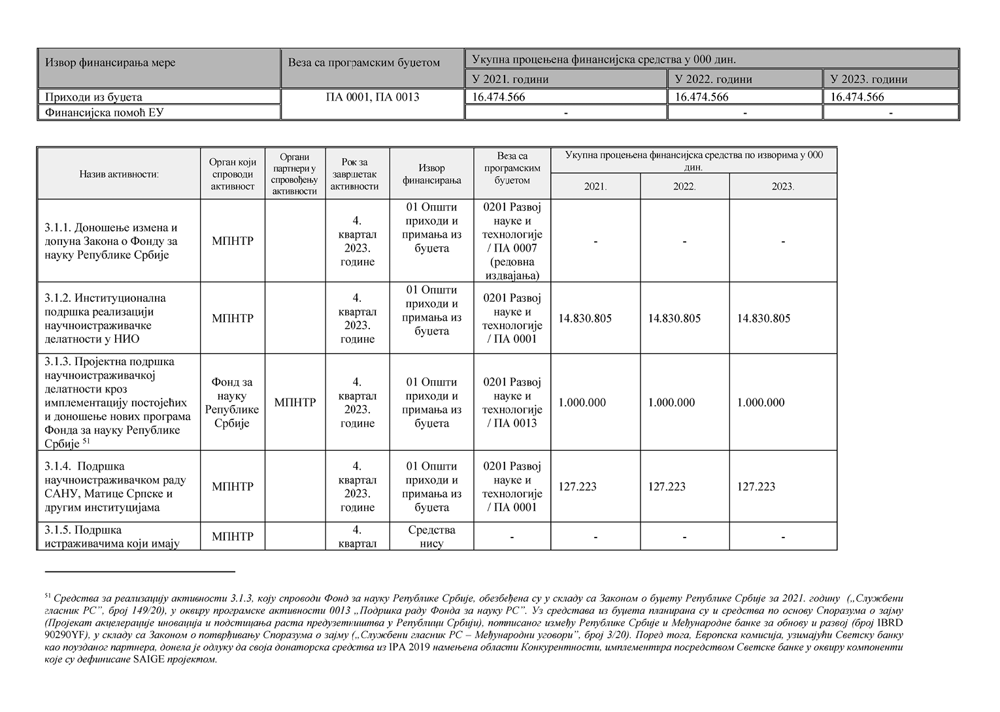 Извор финансирања мере
Веза са програмским буџетом
Укупна процењена финансијска средства у 000 дин.
У 2021. години
У 2022. години
У 2023. години
Приходи из буџета
ПА 0001, ПА 0013
16.474.566
16.474.566
16.474.566
Финансијска помоћ ЕУ
-
-
-
Назив активности:
Орган који
спроводи
активност
Органи
партнери у
спровођењу
активности
Рок за
завршетак
активности
Извор
финансирања
Веза са
програмским
буџетом
Укупна процењена финансијска средства по изворима у 000
дин.
2021.
2022.
2023.
3.1.1. Доношење измена и
допуна Закона о Фонду за
науку Републике Србије
МПНТР
4.
квартал
2023.
године
01 Општи
приходи и
примања из
буџета
0201 Развој
науке и
технологије
/ ПА 0007
(редовна
издвајања)
-
-
-
3.1.2. Институционална
подршка реализацији
научноистраживачке
делатности у НИО
МПНТР
4.
квартал
2023.
године
01 Општи
приходи и
примања из
буџета
0201 Развој
науке и
технологије
/ ПА 0001
14.830.805
14.830.805
14.830.805
3.1.3. Пројектна подршка
научноистраживачкој
делатности кроз
имплементацију постојећих
и доношење нових програма
Фонда за науку Републике
Србије 51
Фонд за
науку
Републике
Србије
МПНТР
4.
квартал
2023.
године
01 Општи
приходи и
примања из
буџета
0201 Развој
науке и
технологије
/ ПА 0013
1.000.000
1.000.000
1.000.000
3.1.4. Подршка
научноистраживачком раду
САНУ, Матице Српске и
другим институцијама
МПНТР
4.
квартал
2023.
године
01 Општи
приходи и
примања из
буџета
0201 Развој
науке и
технологије
/ ПА 0001
127.223
127.223
127.223
3.1.5. Подршка
истраживачима који имају
МПНТР
4.
квартал
Средства
нису
-
-
-
-
51 Средства за реализацију активности 3.1.3, коју спроводи Фонд за науку Републике Србије, обезбеђена су у складу са Законом о буџету Републике Србије за 2021. годину („Службени
гласник РС”, број 149/20), у оквиру програмске активности 0013 „Подршка раду Фонда за науку РС”. Уз средстава из буџета планирана су и средства по основу Споразума о зајму
(Пројекат акцелерације иновација и подстицања раста предузетништва у Републици Србији), потписаног између Републике Србије и Међународне банке за обнову и развој (број IBRD
90290YF), у складу са Законом о потврђивању Споразума о зајму („Службени гласник РС – Међународни уговори”, број 3/20). Поред тога, Европска комисија, узимајући Светску банку
као поузданог партнера, донела је одлуку да своја донаторска средства из IPA 2019 намењена области Конкурентности, имплементира посредством Светске банке у оквиру компоненти
које су дефинисане SAIGE пројектом.